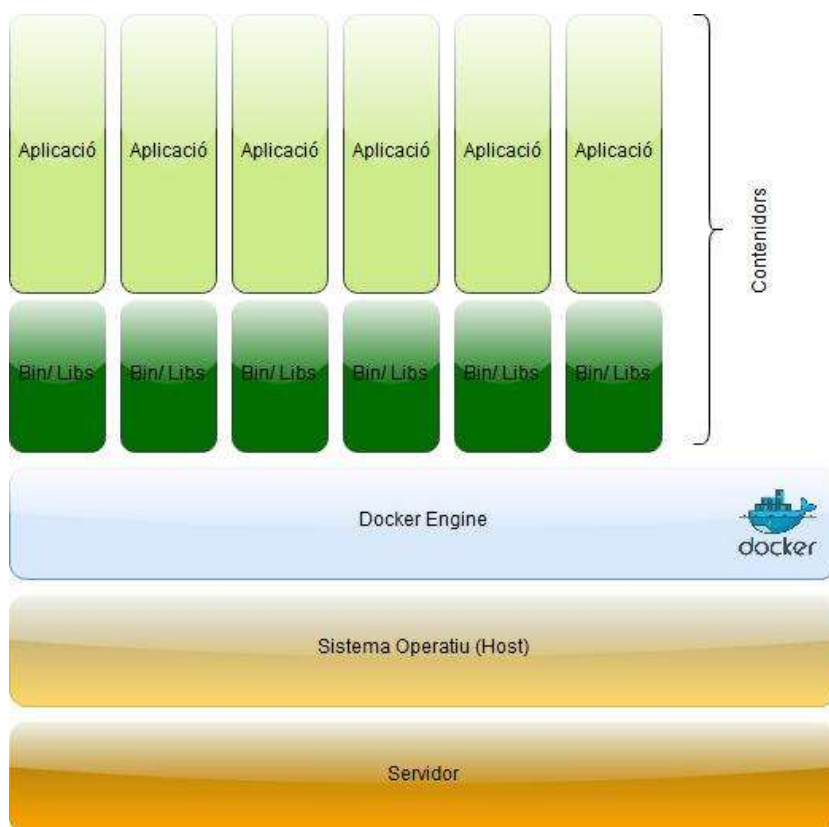 Aplicació Aplicació Aplicació Aplicació Aplicació Aplicació
Contenidors
Bin/ Libs Bin/ Libs Bin/ Libs Bin/ Libs Bin/ Libs Bin/ Libs
Docker Engine
docker
Sistema Operatiu (Host)
Servidor